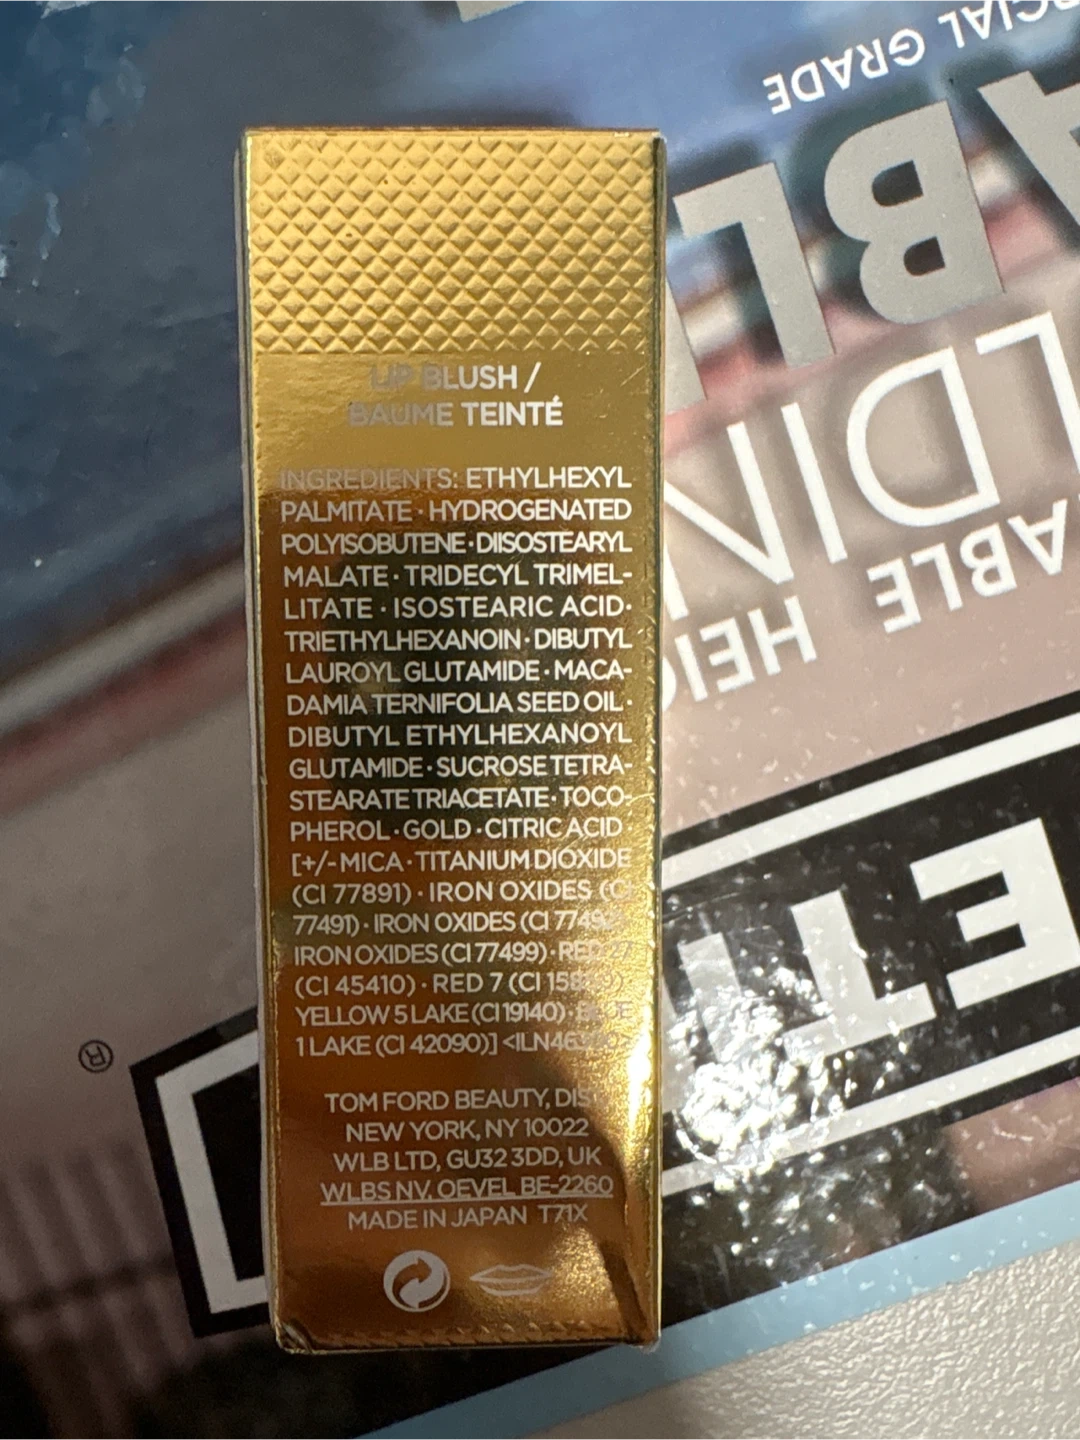 LIP BLUSH /
BAUME TEINTÉ
INGREDIENTS: ETHYLHEXYL
PALMITATE · HYDROGENATED
POLYISOBUTENE · DIISOSTEARYL
MALATE · TRIDECYL TRIMEL-
LITATE · ISOSTEARIC ACID ·
TRIETHYLHEXANOIN · DIBUTYL
LAUROYL GLUTAMIDE · MACA-
DAMIA TERNIFOLIA SEED OIL ·
DIBUTYL ETHYLHEXANOYL
GLUTAMIDE · SUCROSE TETRA-
STEARATE TRIACETATE · TOCO-
PHEROL · GOLD · CITRIC ACID ·
[+/- MICA · TITANIUM DIOXIDE
(CI 77891) · IRON OXIDES (CI
77491) · IRON OXIDES
IRON OXIDES (CI 77499) · RED 27
(CI 45410) · RED 7
YELLOW 5 LAKE (CI 19140) · BLUE
1 LAKE (CI 42090)]
TOM FORD BEAUTY, DIST.
NEW YORK, NY 10022
WLB LTD, GU32 3DD, UK
WLBS NV, OEVEL BE-2260
MADE IN JAPAN T71X
GRADE
ABLE
®